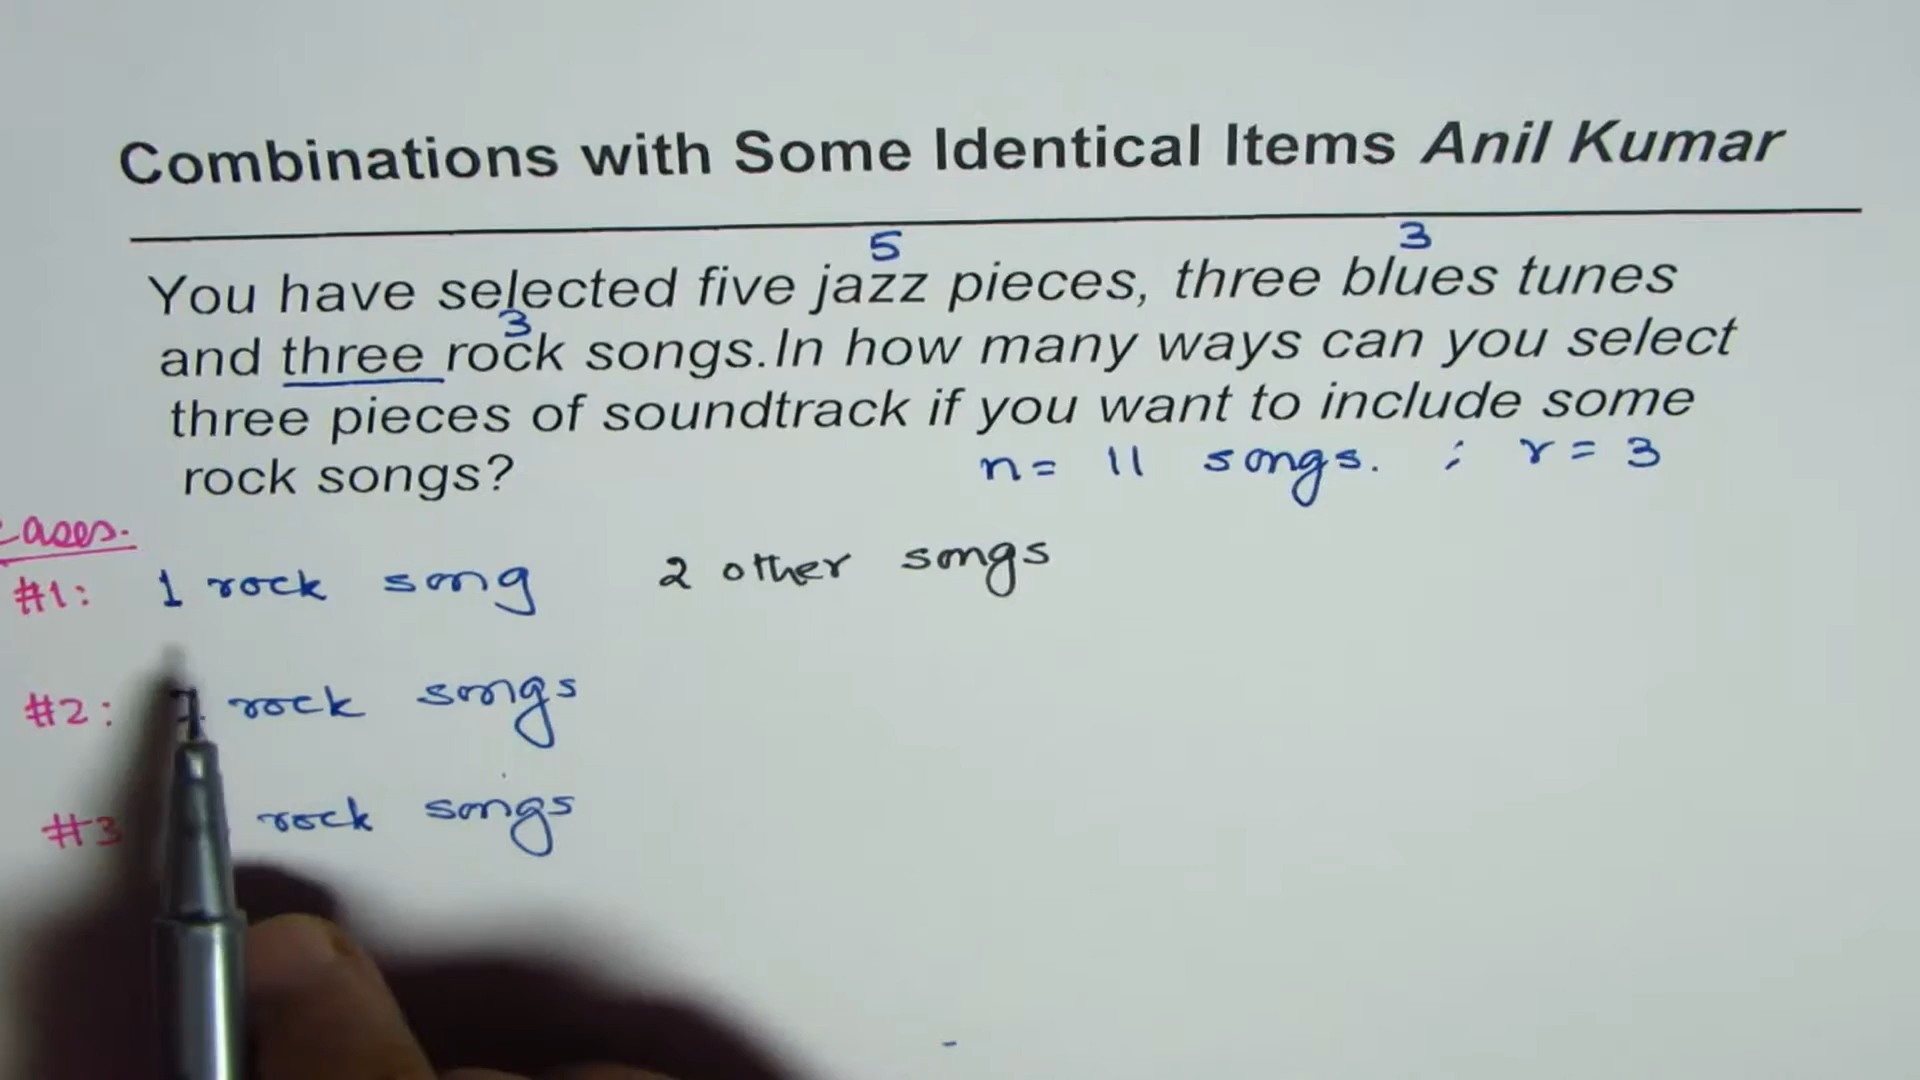 Combinations with Some Identical Items Anil Kumar
5 3
You have selected five jazz pieces, three blues tunes
3
and three rock songs.In how many ways can you select
three pieces of soundtrack if you want to include some
rock songs?
n = 11 songs. ; r = 3
cases.
#1: 1 rock song 2 other songs
#2: rock songs
#3 rock songs